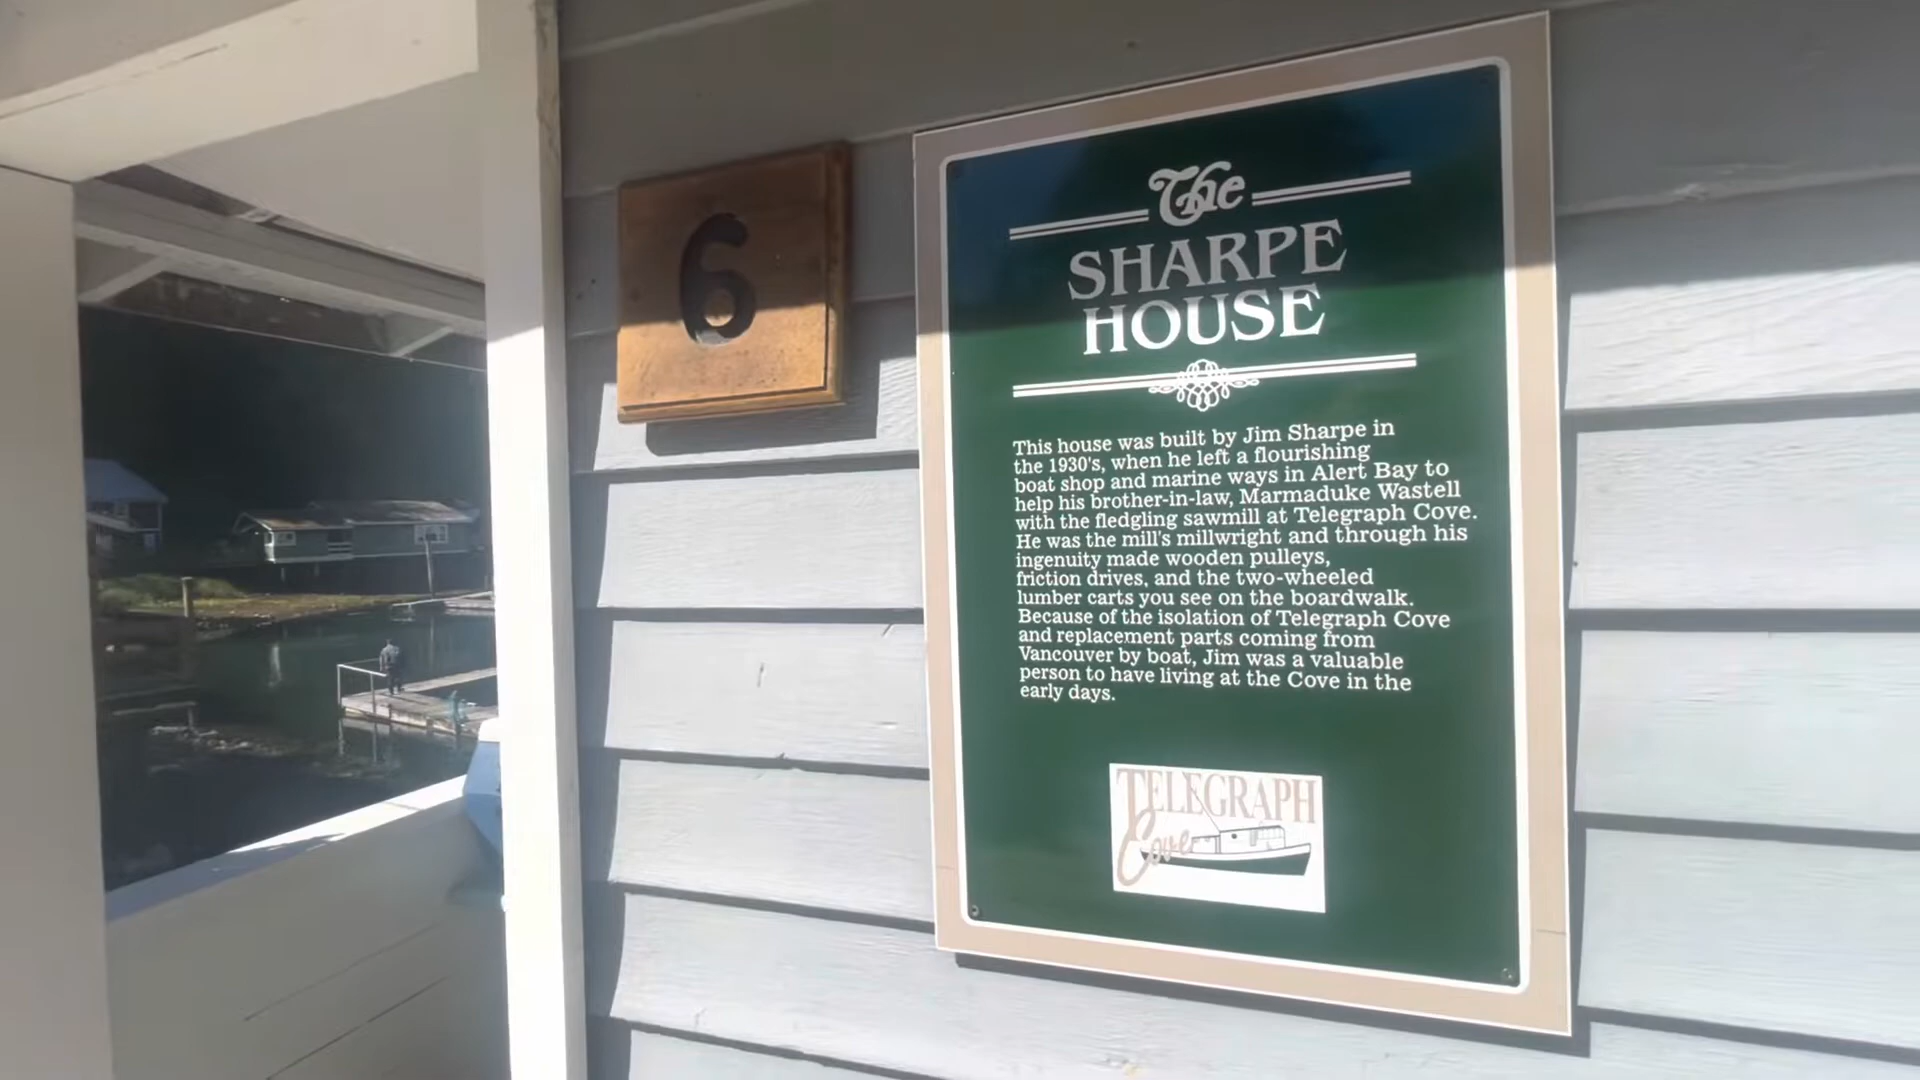 6
The
SHARPE
HOUSE
This house was built by Jim Sharpe in
the 1930's, when he left a flourishing
boat shop and marine ways in Alert Bay to
help his brother-in-law, Marmaduke Wastell
with the fledgling sawmill at Telegraph Cove.
He was the mill's millwright and through his
ingenuity made wooden pulleys,
friction drives, and the two-wheeled
lumber carts you see on the boardwalk.
Because of the isolation of Telegraph Cove
and replacement parts coming from
Vancouver by boat, Jim was a valuable
person to have living at the Cove in the
early days.
TELEGRAPH
Cove